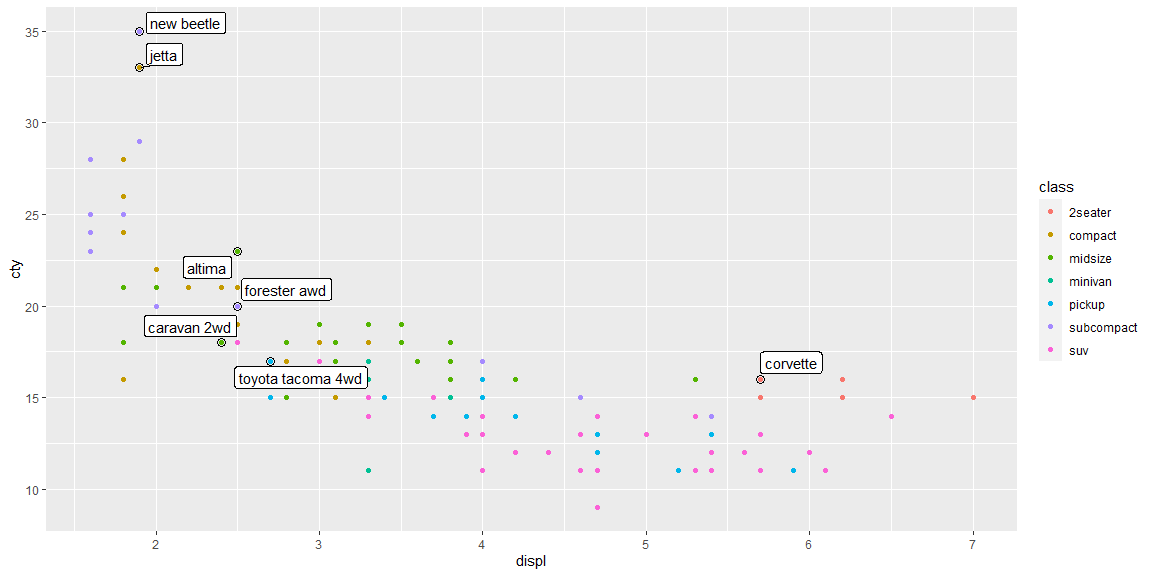 new beetle
jetta
altima
forester awd
caravan 2wd
toyota tacoma 4wd
corvette
35
30
25
20
15
10
cty
2
3
4
5
6
7
displ
class
2seater
compact
midsize
minivan
pickup
subcompact
suv